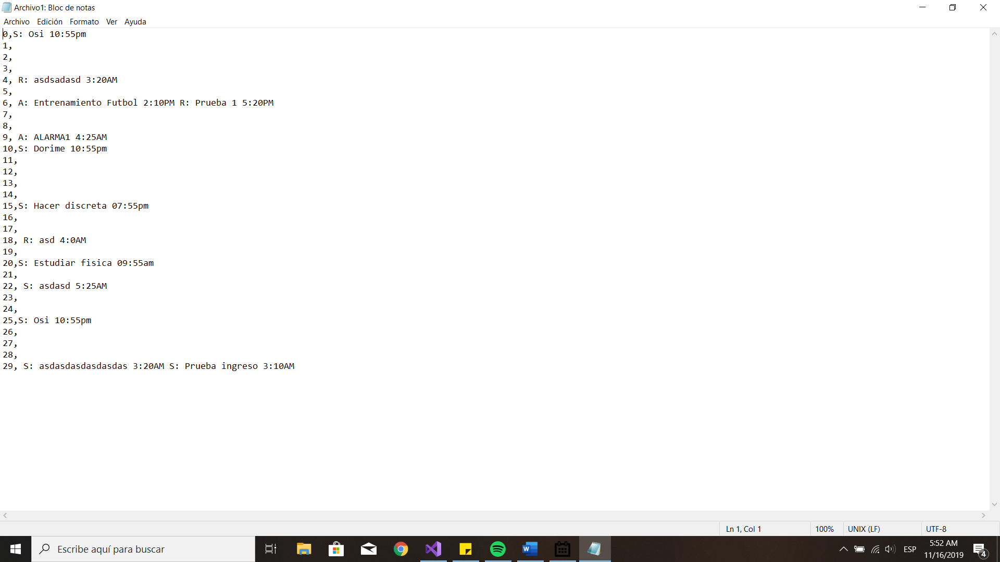 Archivo1: Bloc de notas
Archivo Edición Formato Ver Ayuda
0,S: Osi 10:55pm
1,
2,
3,
4, R: asdsadasd 3:20AM
5,
6, A: Entrenamiento Futbol 2:10PM R: Prueba 1 5:20PM
7,
8,
9, A: ALARMA1 4:25AM
10,S: Dorime 10:55pm
11,
12,
13,
14,
15,S: Hacer discreta 07:55pm
16,
17,
18, R: asd 4:0AM
19,
20,S: Estudiar fisica 09:55am
21,
22, S: asdasd 5:25AM
23,
24,
25,S: Osi 10:55pm
26,
27,
28,
29, S: asdasdasdasdasdas 3:20AM S: Prueba ingreso 3:10AM
Ln 1, Col 1 100% UNIX (LF) UTF-8
Escribe aquí para buscar
ESP
5:52 AM
11/16/2019
4